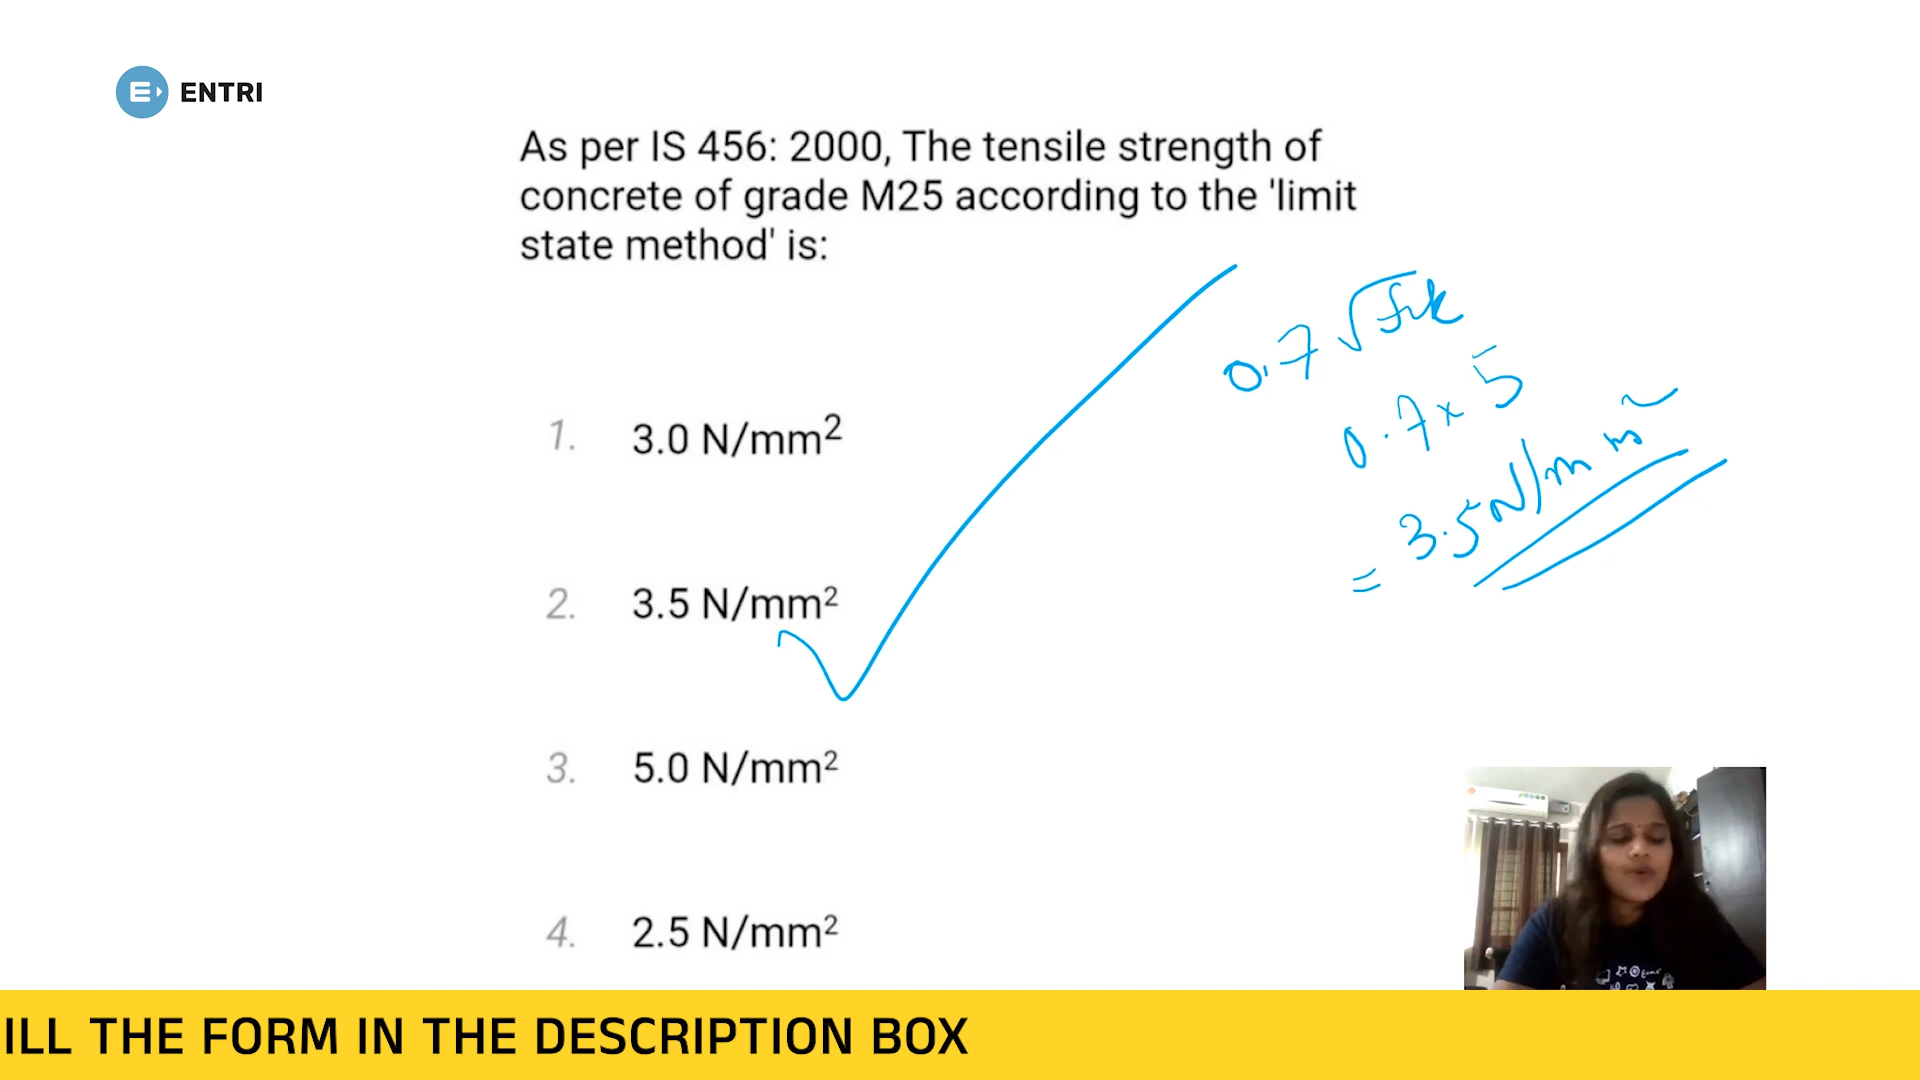 ENTRI
As per IS 456: 2000, The tensile strength of
concrete of grade M25 according to the 'limit
state method' is:
0.7 √fck
0.7 × 5
= 3.5 N/mm²
1. 3.0 N/mm²
2. 3.5 N/mm²
3. 5.0 N/mm²
4. 2.5 N/mm²
ILL THE FORM IN THE DESCRIPTION BOX